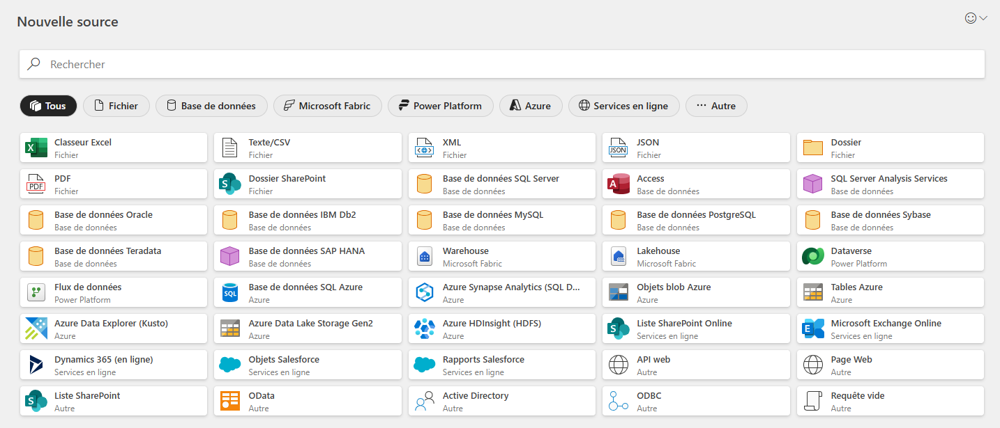 Nouvelle source
Rechercher
Tous Fichier Base de données Microsoft Fabric Power Platform Azure Services en ligne Autre
Classeur Excel Texte/CSV XML JSON Dossier
Fichier Fichier Fichier Fichier Fichier
PDF Dossier SharePoint Base de données SQL Server Access SQL Server Analysis Services
Fichier Fichier Base de données Base de données Base de données
Base de données Oracle Base de données IBM Db2 Base de données MySQL Base de données PostgreSQL Base de données Sybase
Base de données Base de données Base de données Base de données Base de données
Base de données Teradata Base de données SAP HANA Warehouse Lakehouse Dataverse
Base de données Base de données Microsoft Fabric Microsoft Fabric Power Platform
Flux de données Base de données SQL Azure Azure Synapse Analytics (SQL D... Objets blob Azure Tables Azure
Power Platform Azure Azure Azure Azure
Azure Data Explorer (Kusto) Azure Data Lake Storage Gen2 Azure HDInsight (HDFS) Liste SharePoint Online Microsoft Exchange Online
Azure Azure Azure Services en ligne Services en ligne
Dynamics 365 (en ligne) Objets Salesforce Rapports Salesforce API web Page Web
Services en ligne Services en ligne Services en ligne Autre Autre
Liste SharePoint OData Active Directory ODBC Requête vide
Autre Autre Autre Autre Autre